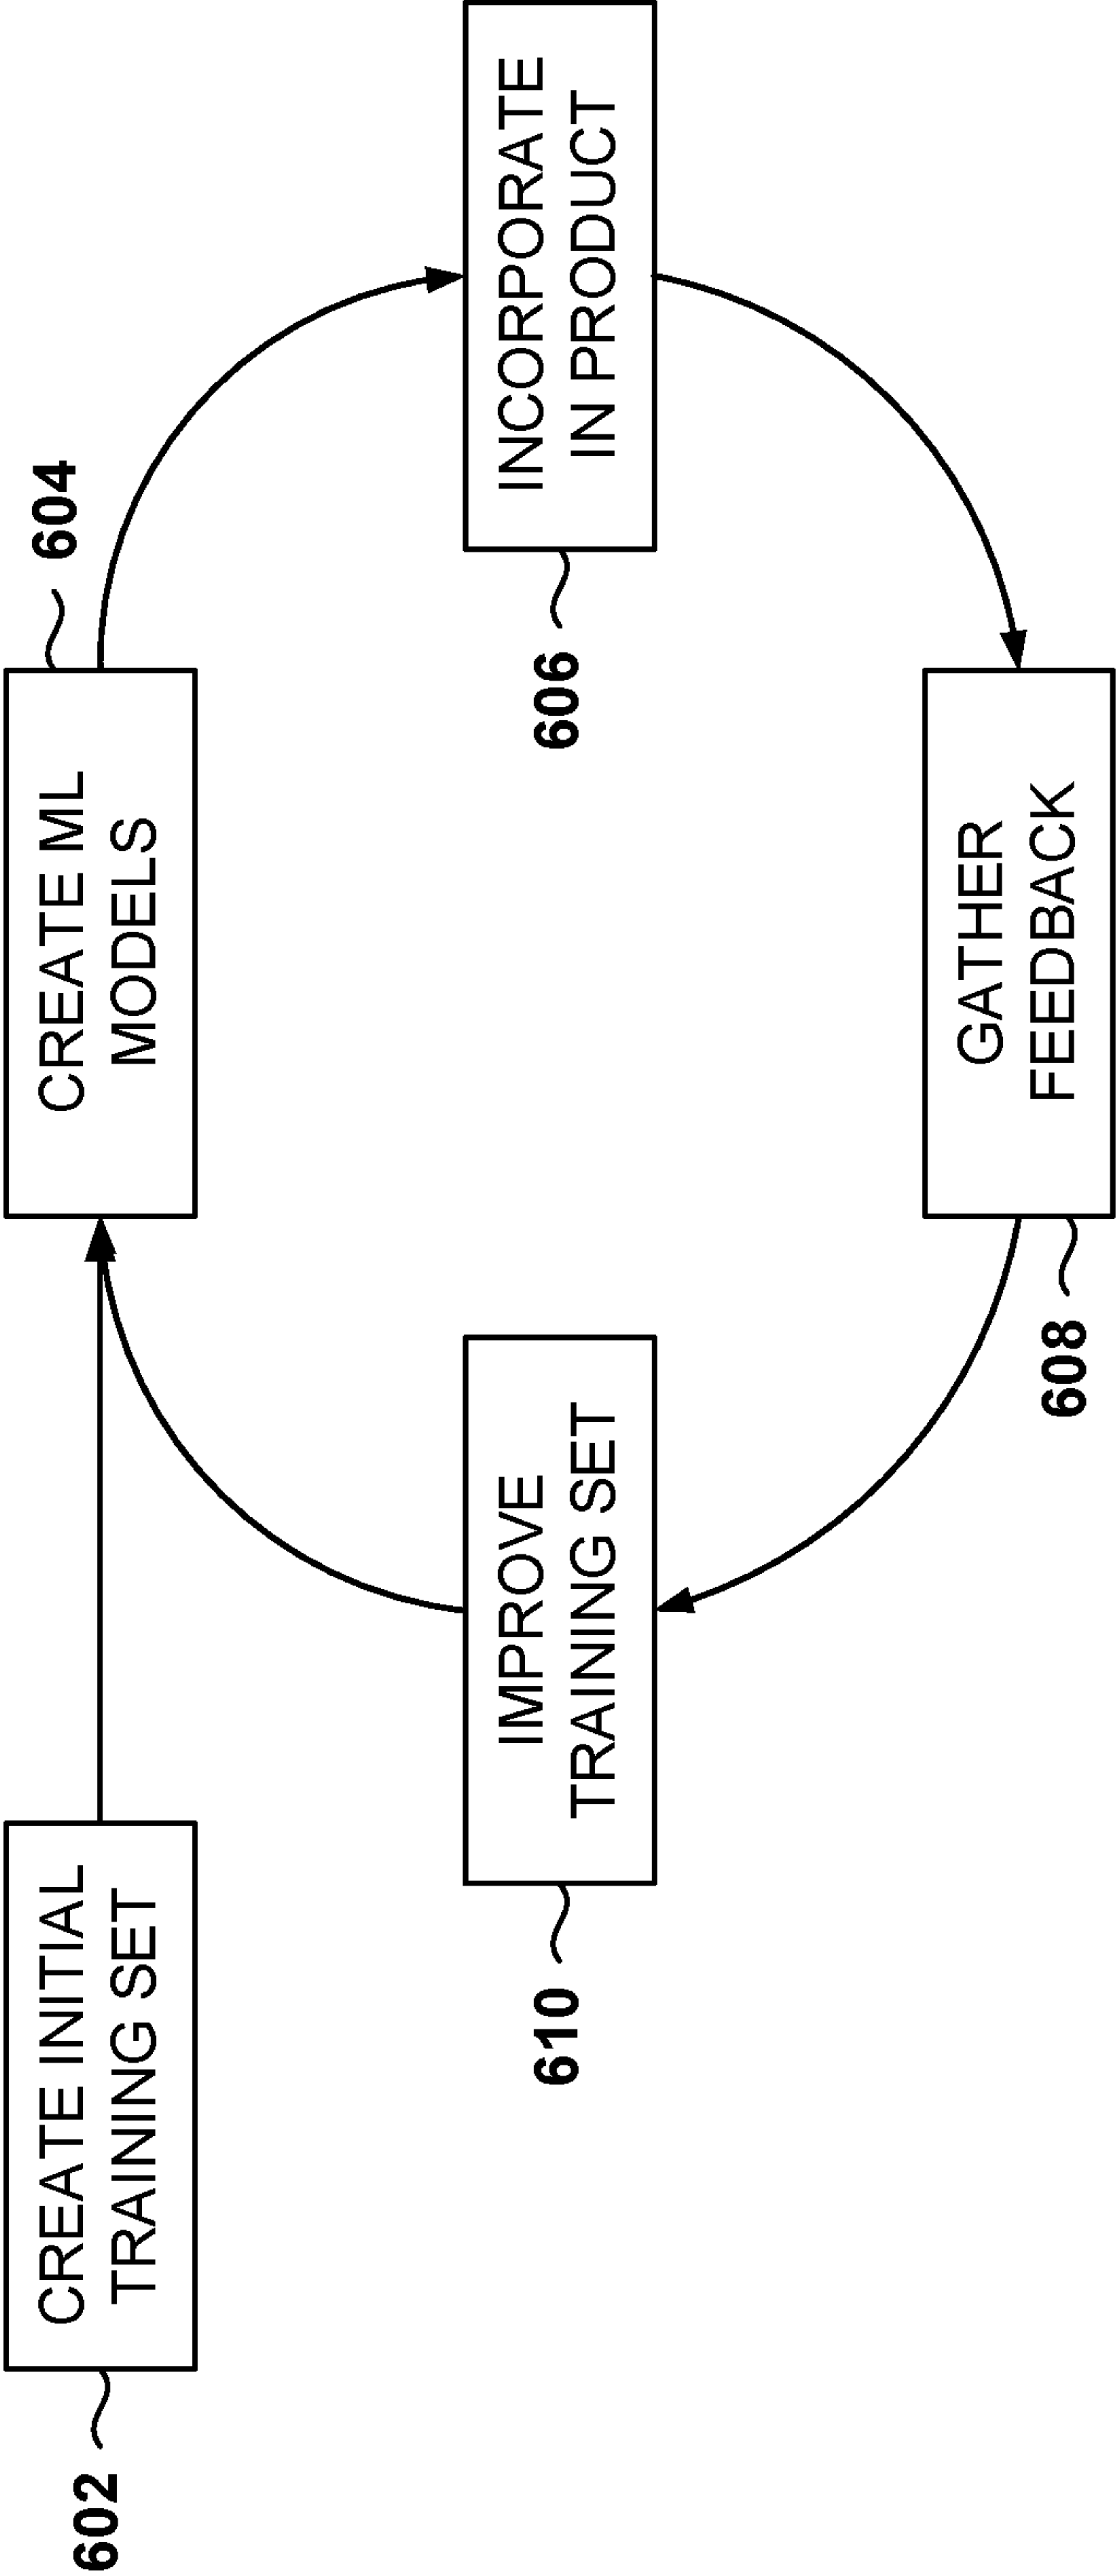 602
CREATE INITIAL
TRAINING SET
CREATE ML
MODELS
604
INCORPORATE
IN PRODUCT
606
GATHER
FEEDBACK
608
IMPROVE
TRAINING SET
610